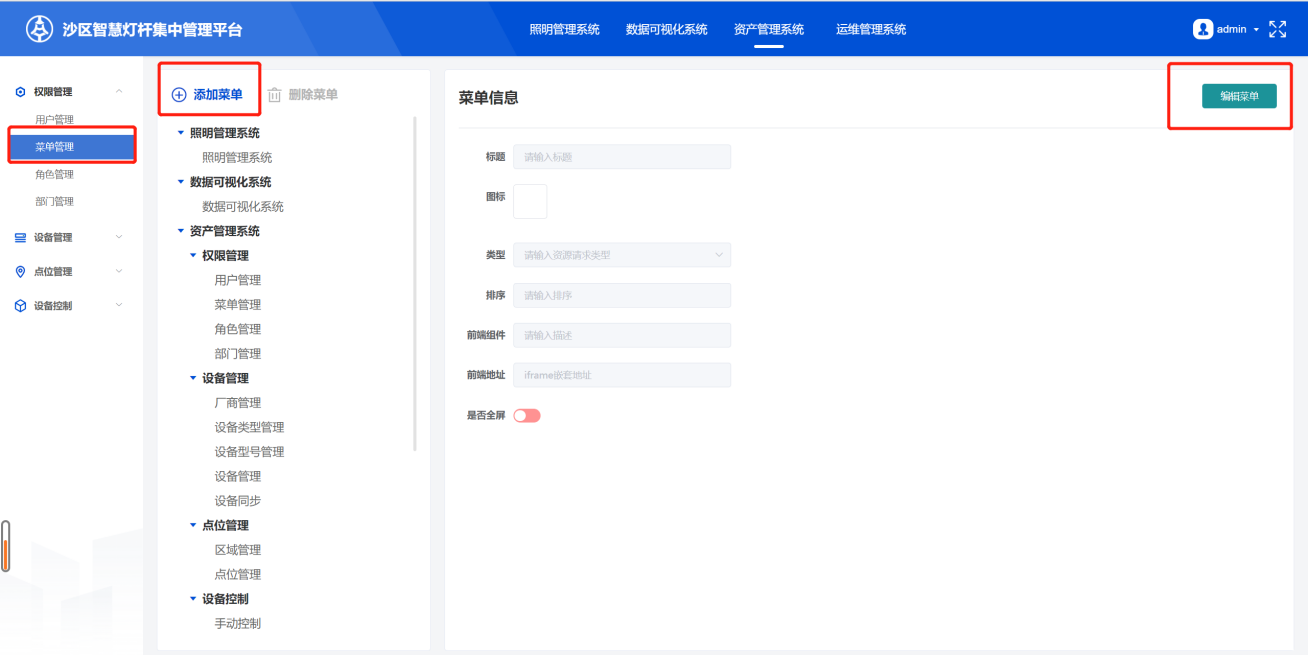 沙区智慧灯杆集中管理平台
照明管理系统 数据可视化系统 资产管理系统 运维管理系统
admin
权限管理
用户管理
菜单管理
角色管理
部门管理
设备管理
点位管理
设备控制
添加菜单 删除菜单
照明管理系统
照明管理系统
数据可视化系统
数据可视化系统
资产管理系统
权限管理
用户管理
菜单管理
角色管理
部门管理
设备管理
厂商管理
设备类型管理
设备型号管理
设备管理
设备同步
点位管理
区域管理
点位管理
设备控制
手动控制
菜单信息
编辑菜单
标题 请输入标题
图标
类型 请输入资源请求类型
排序 请输入排序
前端组件 请输入描述
前端地址 iframe嵌套地址
是否全屏